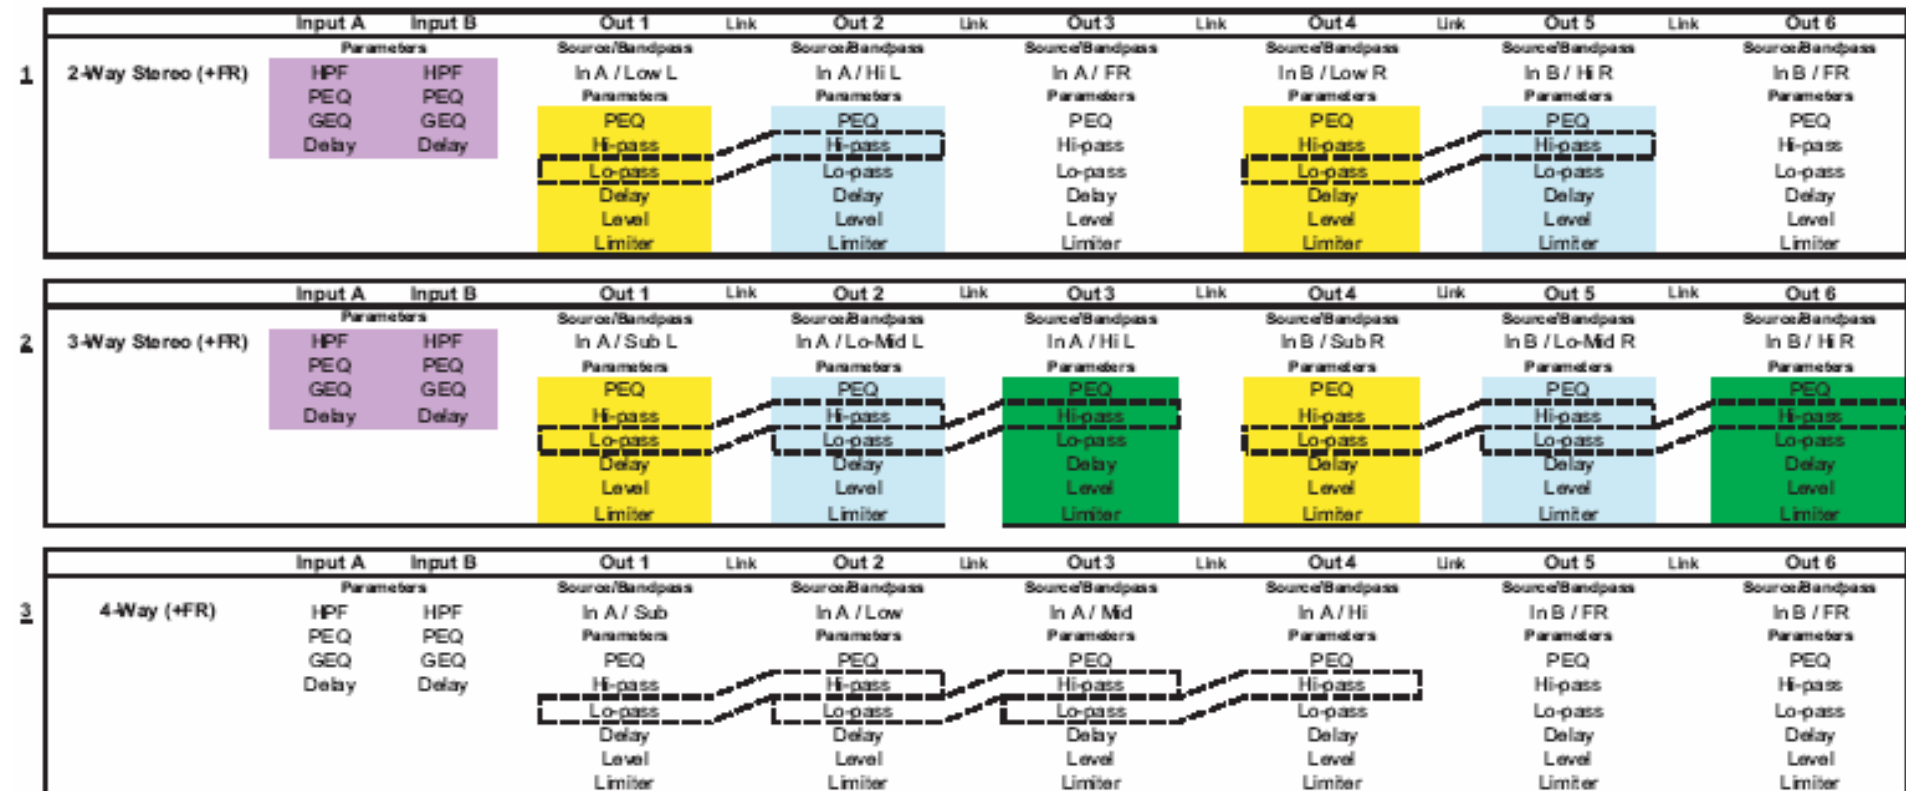 Input A Input B Out 1 Link Out 2 Link Out 3 Link Out 4 Link Out 5 Link Out 6
Parameters Source/Bandpass Source/Bandpass Source/Bandpass Source/Bandpass Source/Bandpass Source/Bandpass
1 2-Way Stereo (+FR) HPF HPF In A / Low L In A / Hi L In A / FR In B / Low R In B / Hi R In B / FR
PEQ PEQ Parameters Parameters Parameters Parameters Parameters Parameters
GEQ GEQ PEQ PEQ PEQ PEQ PEQ PEQ
Delay Delay Hi-pass Hi-pass Hi-pass Hi-pass Hi-pass Hi-pass
Lo-pass Lo-pass Lo-pass Lo-pass Lo-pass Lo-pass
Delay Delay Delay Delay Delay Delay
Level Level Level Level Level Level
Limiter Limiter Limiter Limiter Limiter Limiter
Input A Input B Out 1 Link Out 2 Link Out 3 Link Out 4 Link Out 5 Link Out 6
Parameters Source/Bandpass Source/Bandpass Source/Bandpass Source/Bandpass Source/Bandpass Source/Bandpass
2 3-Way Stereo (+FR) HPF HPF In A / Sub L In A / Lo-Mid L In A / Hi L In B / Sub R In B / Lo-Mid R In B / Hi R
PEQ PEQ Parameters Parameters Parameters Parameters Parameters Parameters
GEQ GEQ PEQ PEQ PEQ PEQ PEQ PEQ
Delay Delay Hi-pass Hi-pass Hi-pass Hi-pass Hi-pass Hi-pass
Lo-pass Lo-pass Lo-pass Lo-pass Lo-pass Lo-pass
Delay Delay Delay Delay Delay Delay
Level Level Level Level Level Level
Limiter Limiter Limiter Limiter Limiter Limiter
Input A Input B Out 1 Link Out 2 Link Out 3 Link Out 4 Link Out 5 Link Out 6
Parameters Source/Bandpass Source/Bandpass Source/Bandpass Source/Bandpass Source/Bandpass Source/Bandpass
3 4-Way (+FR) HPF HPF In A / Sub In A / Low In A / Mid In A / Hi In B / FR In B / FR
PEQ PEQ Parameters Parameters Parameters Parameters Parameters Parameters
GEQ GEQ PEQ PEQ PEQ PEQ PEQ PEQ
Delay Delay Hi-pass Hi-pass Hi-pass Hi-pass Hi-pass Hi-pass
Lo-pass Lo-pass Lo-pass Lo-pass Lo-pass Lo-pass
Delay Delay Delay Delay Delay Delay
Level Level Level Level Level Level
Limiter Limiter Limiter Limiter Limiter Limiter